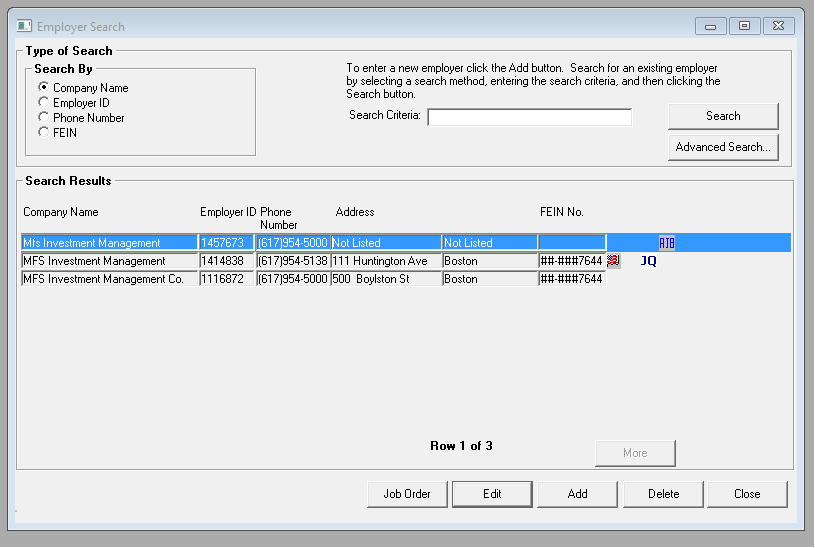 Employer Search
Type of Search
Search By
Company Name
Employer ID
Phone Number
FEIN
To enter a new employer click the Add button. Search for an existing employer
by selecting a search method, entering the search criteria, and then clicking the
Search button.
Search Criteria:
Search
Advanced Search...
Search Results
Company Name Employer ID Phone Number Address FEIN No.
Mfs Investment Management 1457673 (617)954-5000 Not Listed Not Listed AJB
MFS Investment Management 1414838 (617)954-5138 111 Huntington Ave Boston ##-###7644 JQ
MFS Investment Management Co. 1116872 (617)954-5000 500 Boylston St Boston ##-###7644
Row 1 of 3
More
Job Order Edit Add Delete Close